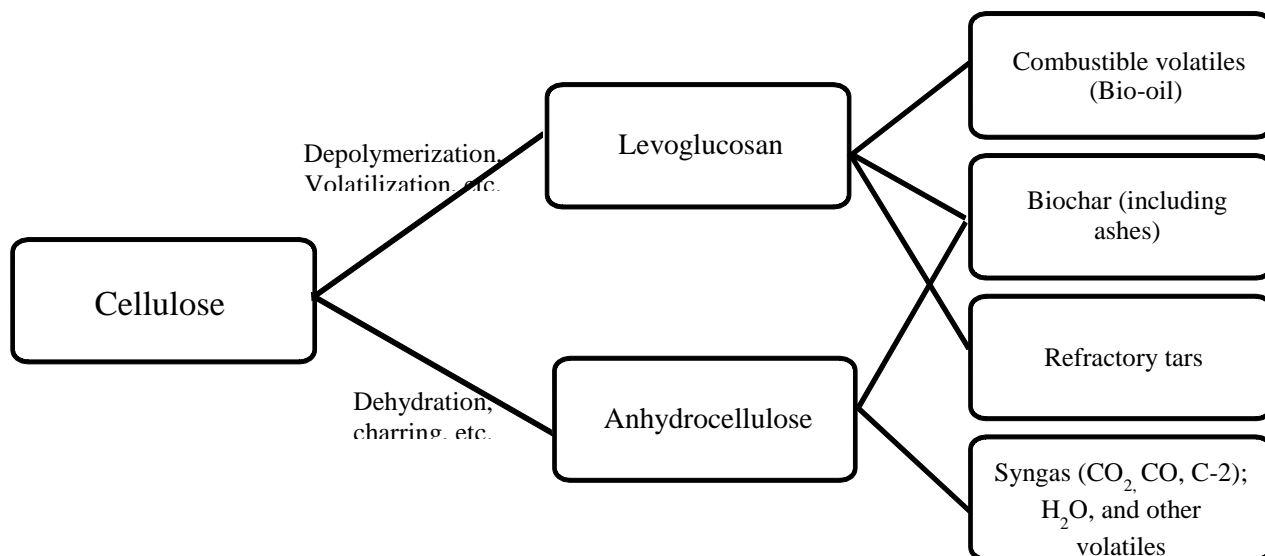 Combustible volatiles
(Bio-oil)
Levoglucosan
Depolymerization,
Volatilization, etc.
Biochar (including
ashes)
Cellulose
Refractory tars
Dehydration,
charring, etc.
Anhydrocellulose
Syngas (CO₂, CO, C-2);
H₂O, and other
volatiles